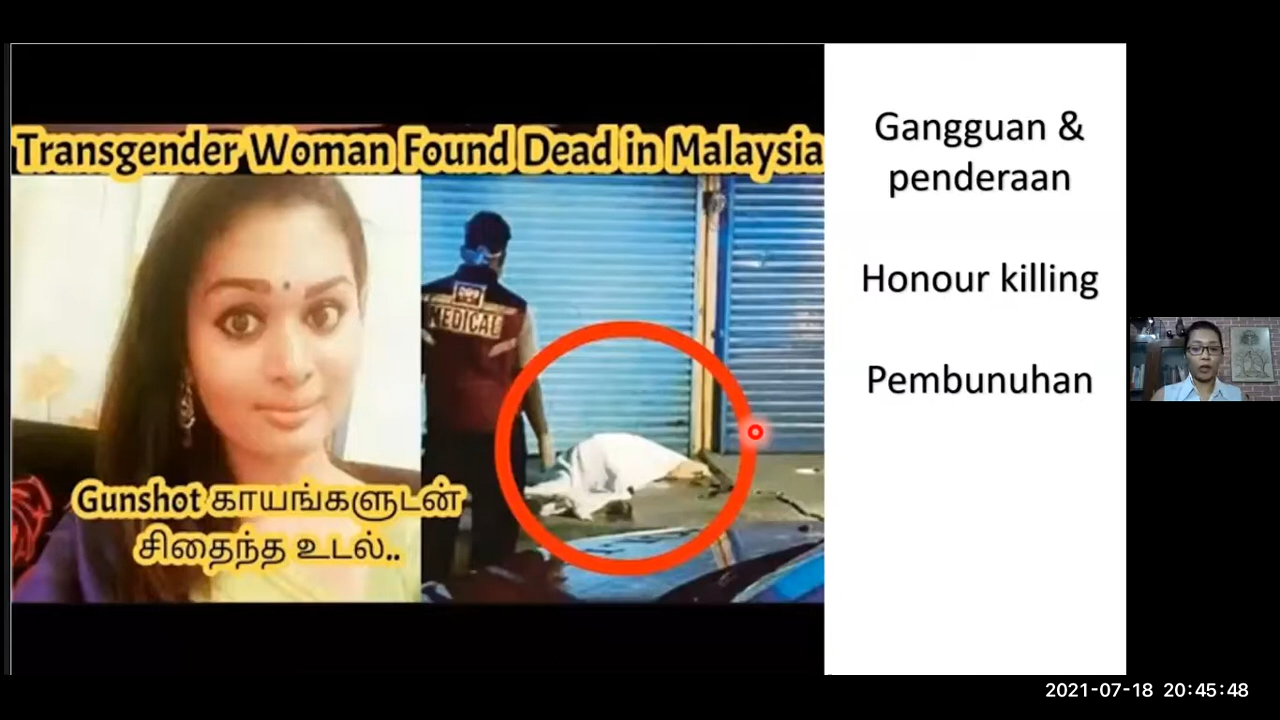 Transgender Woman Found Dead in Malaysia
MEDICAL
Gunshot காயங்களுடன்
சிதைந்த உடல்..
Gangguan &
penderaan
Honour killing
Pembunuhan
2021-07-18 20:45:48